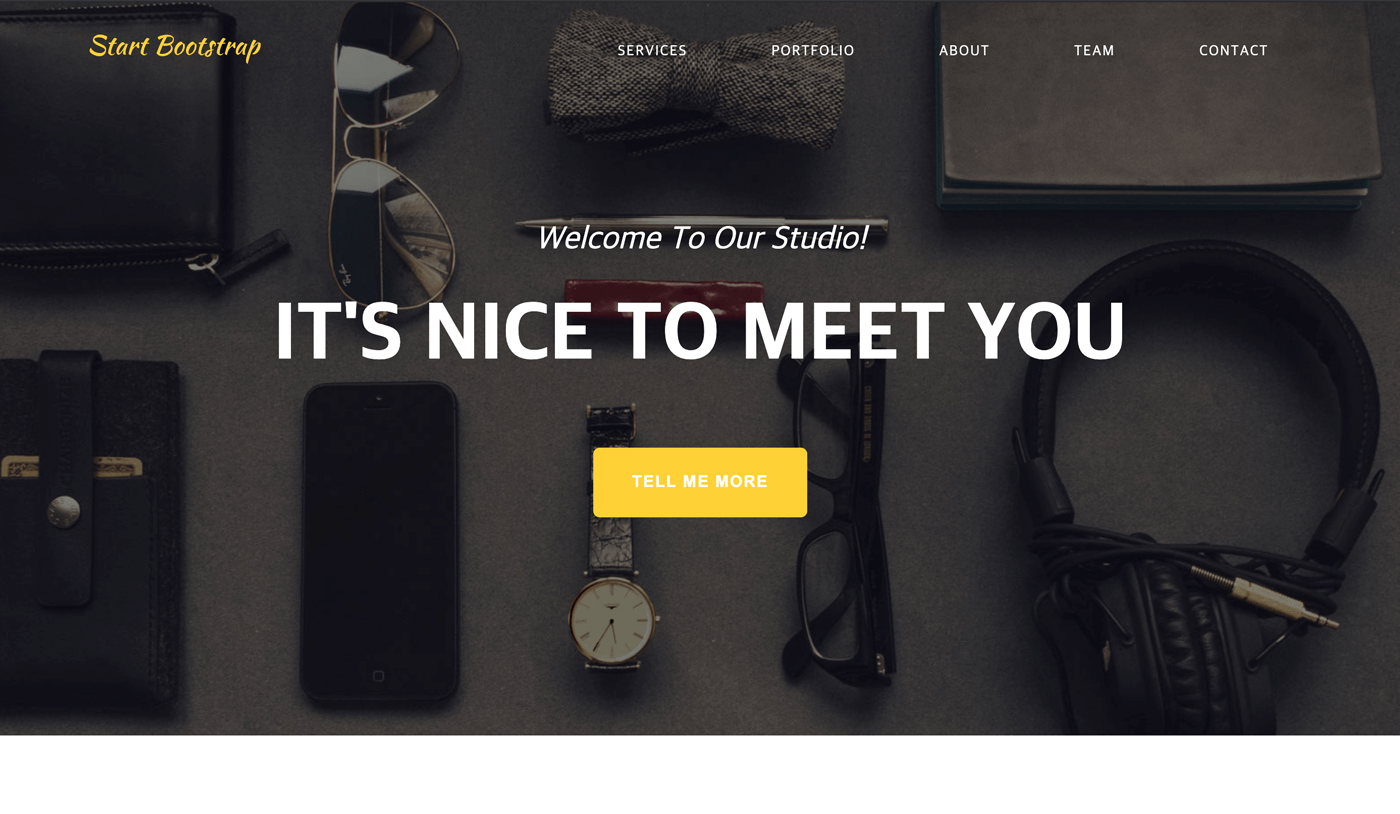 Start Bootstrap
SERVICES
PORTFOLIO
ABOUT
TEAM
CONTACT
Welcome To Our Studio!
IT'S NICE TO MEET YOU
TELL ME MORE